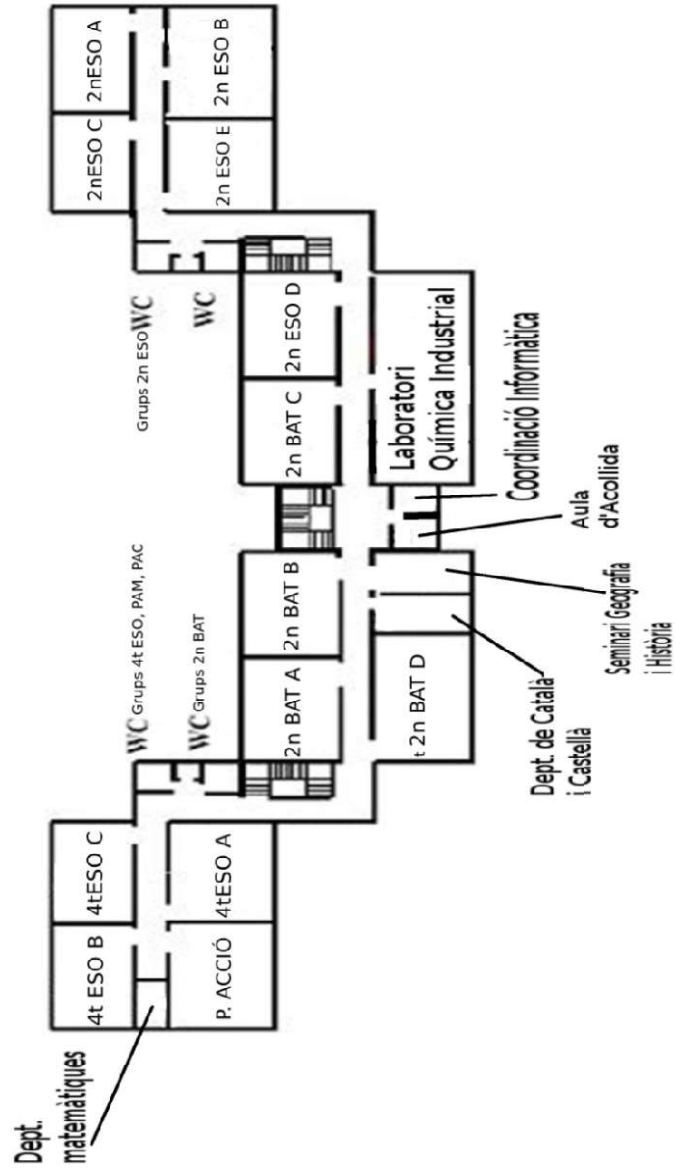 Dept.
matemàtiques
4t ESO B
4tESO C
P. ACCIÓ
4tESO A
WC Grups 4t ESO, PAM, PAC
WC Grups 2n BAT
2n BAT A
2n BAT B
t 2n BAT D
Dept. de Català
i Castellà
Seminari Geografia
i Història
Aula
d'Acollida
Coordinació Informàtica
2n BAT C
2n ESO D
Laboratori
Química Industrial
Grups 2n ESO WC
WC
2nESO C
2nESO A
2n ESO E
2n ESO B